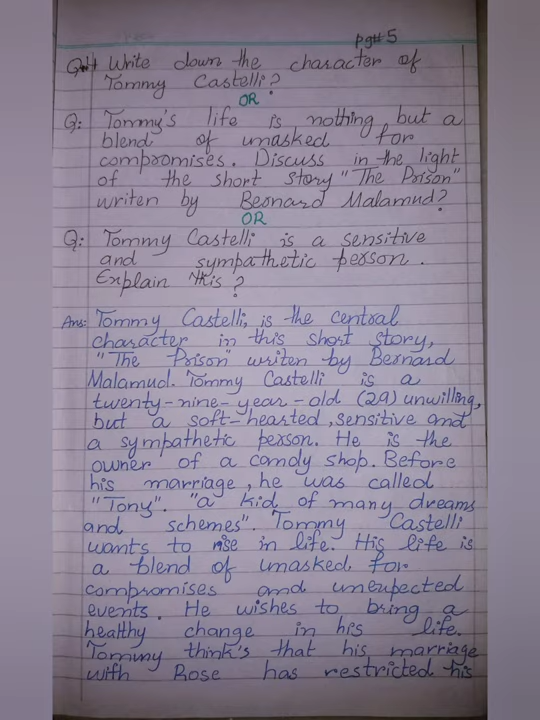 pg# 5
Q#4 Write down the character of
Tommy Castelli?
OR
Q: Tommy's life is nothing but a
blend of unasked for
compromises. Discuss in the light
of the short story "The Prison"
writen by Bernard Malamud?
OR
Q: Tommy Castelli is a sensitive
and sympathetic person.
Explain this?
Ans: Tommy Castelli, is the central
character in this short story,
"The Prison" writen by Bernard
Malamud. Tommy Castelli is a
twenty-nine-year-old (29) unwilling,
but a soft-hearted, sensitive and
a sympathetic person. He is the
owner of a candy shop. Before
his marriage, he was called
"Tony". "a kid of many dreams
and schemes". Tommy Castelli
wants to rise in life. His life is
a blend of unasked for
compromises and unexpected
events. He wishes to bring a
healthy change in his life.
Tommy think's that his marriage
with Rose has restricted his